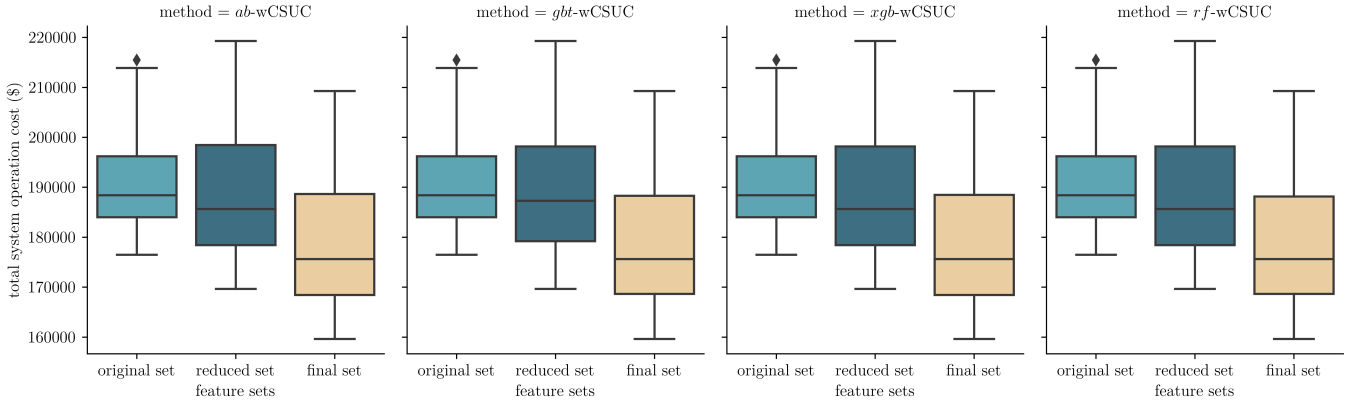 method = ab-wCSUC
method = gbt-wCSUC
method = xgb-wCSUC
method = rf-wCSUC
total system operation cost ($)
220000
210000
200000
190000
180000
170000
160000
original set reduced set final set
original set reduced set final set
original set reduced set final set
original set reduced set final set
feature sets
feature sets
feature sets
feature sets